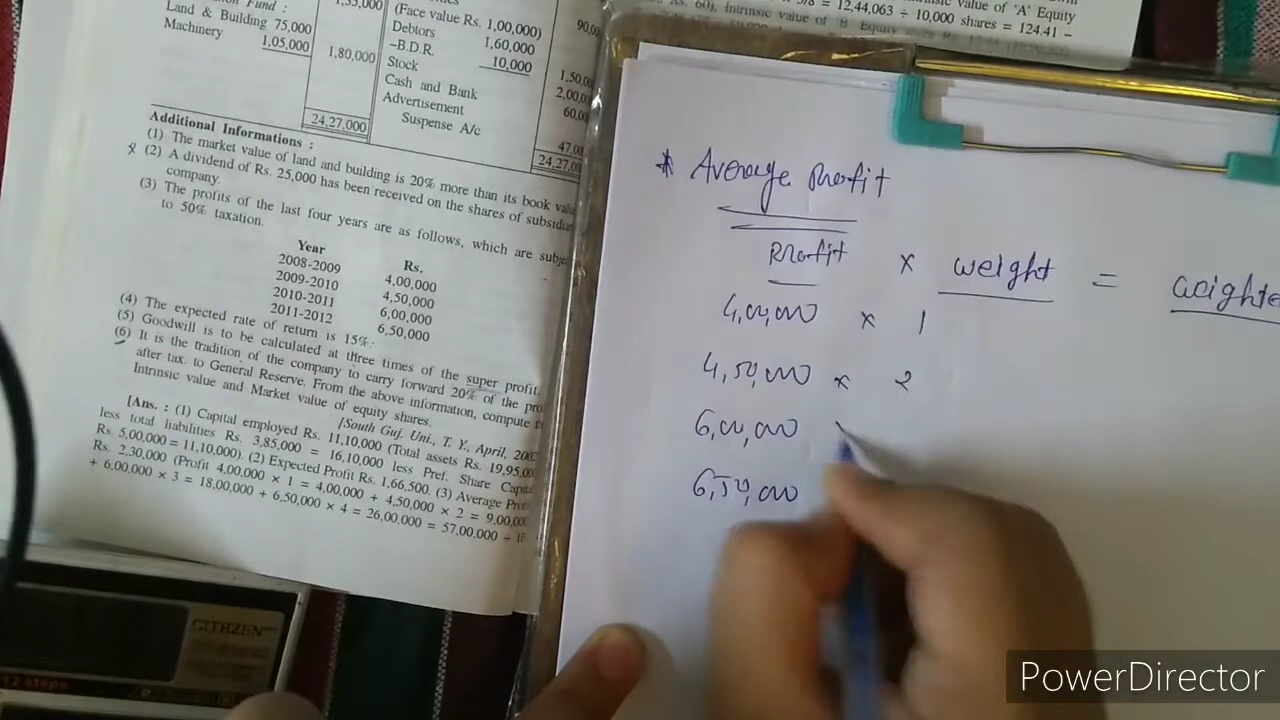 Fund :
Land & Building 75,000
Machinery 1,05,000
1,80,000
24,27,000
(Face value Rs. 1,00,000)
Debtors 1,60,000
–B.D.R. 10,000
Stock
Cash and Bank
Advertisement
Suspense A/c
Additional Informations :
(1) The market value of land and building is 20% more than its book
(2) A dividend of Rs. 25,000 has been received on the shares of
company.
(3) The profits of the last four years are as follows, which are
to 50% taxation.
Year Rs.
2008-2009 4,00,000
2009-2010 4,50,000
2010-2011 6,00,000
2011-2012 6,50,000
(4) The expected rate of return is 15%.
(5) Goodwill is to be calculated at three times of the super profit.
(6) It is the tradition of the company to carry forward 20% of the
after tax. to General Reserve. From the above information, compute
Intrinsic value and Market value of equity shares.
[South Guj. Uni., T. Y., April,
[Ans. : (1) Capital employed Rs. 11,10,000 (Total assets Rs. 19,95,000
less total liabilities Rs. 3,85,000 = 16,10,000 less Pref. Share
Rs. 5,00,000 = 11,10,000). (2) Expected Profit Rs. 1,66,500. (3) Average
Rs. 2,30,000 (Profit 4,00,000 × 1 = 4,00,000 + 4,50,000 × 2 = 9,00,000
+ 6,00,000 × 3 = 18,00,000 + 6,50,000 × 4 = 26,00,000 = 57,00,000 ÷ 10
value of 'A' Equity
= 12,44,063 ÷ 10,000 shares = 124.41 –
* Average Profit
Profit × weight =
4,00,000 × 1
4,50,000 × 2
6,00,000
6,50,000
CITIZEN
PowerDirector